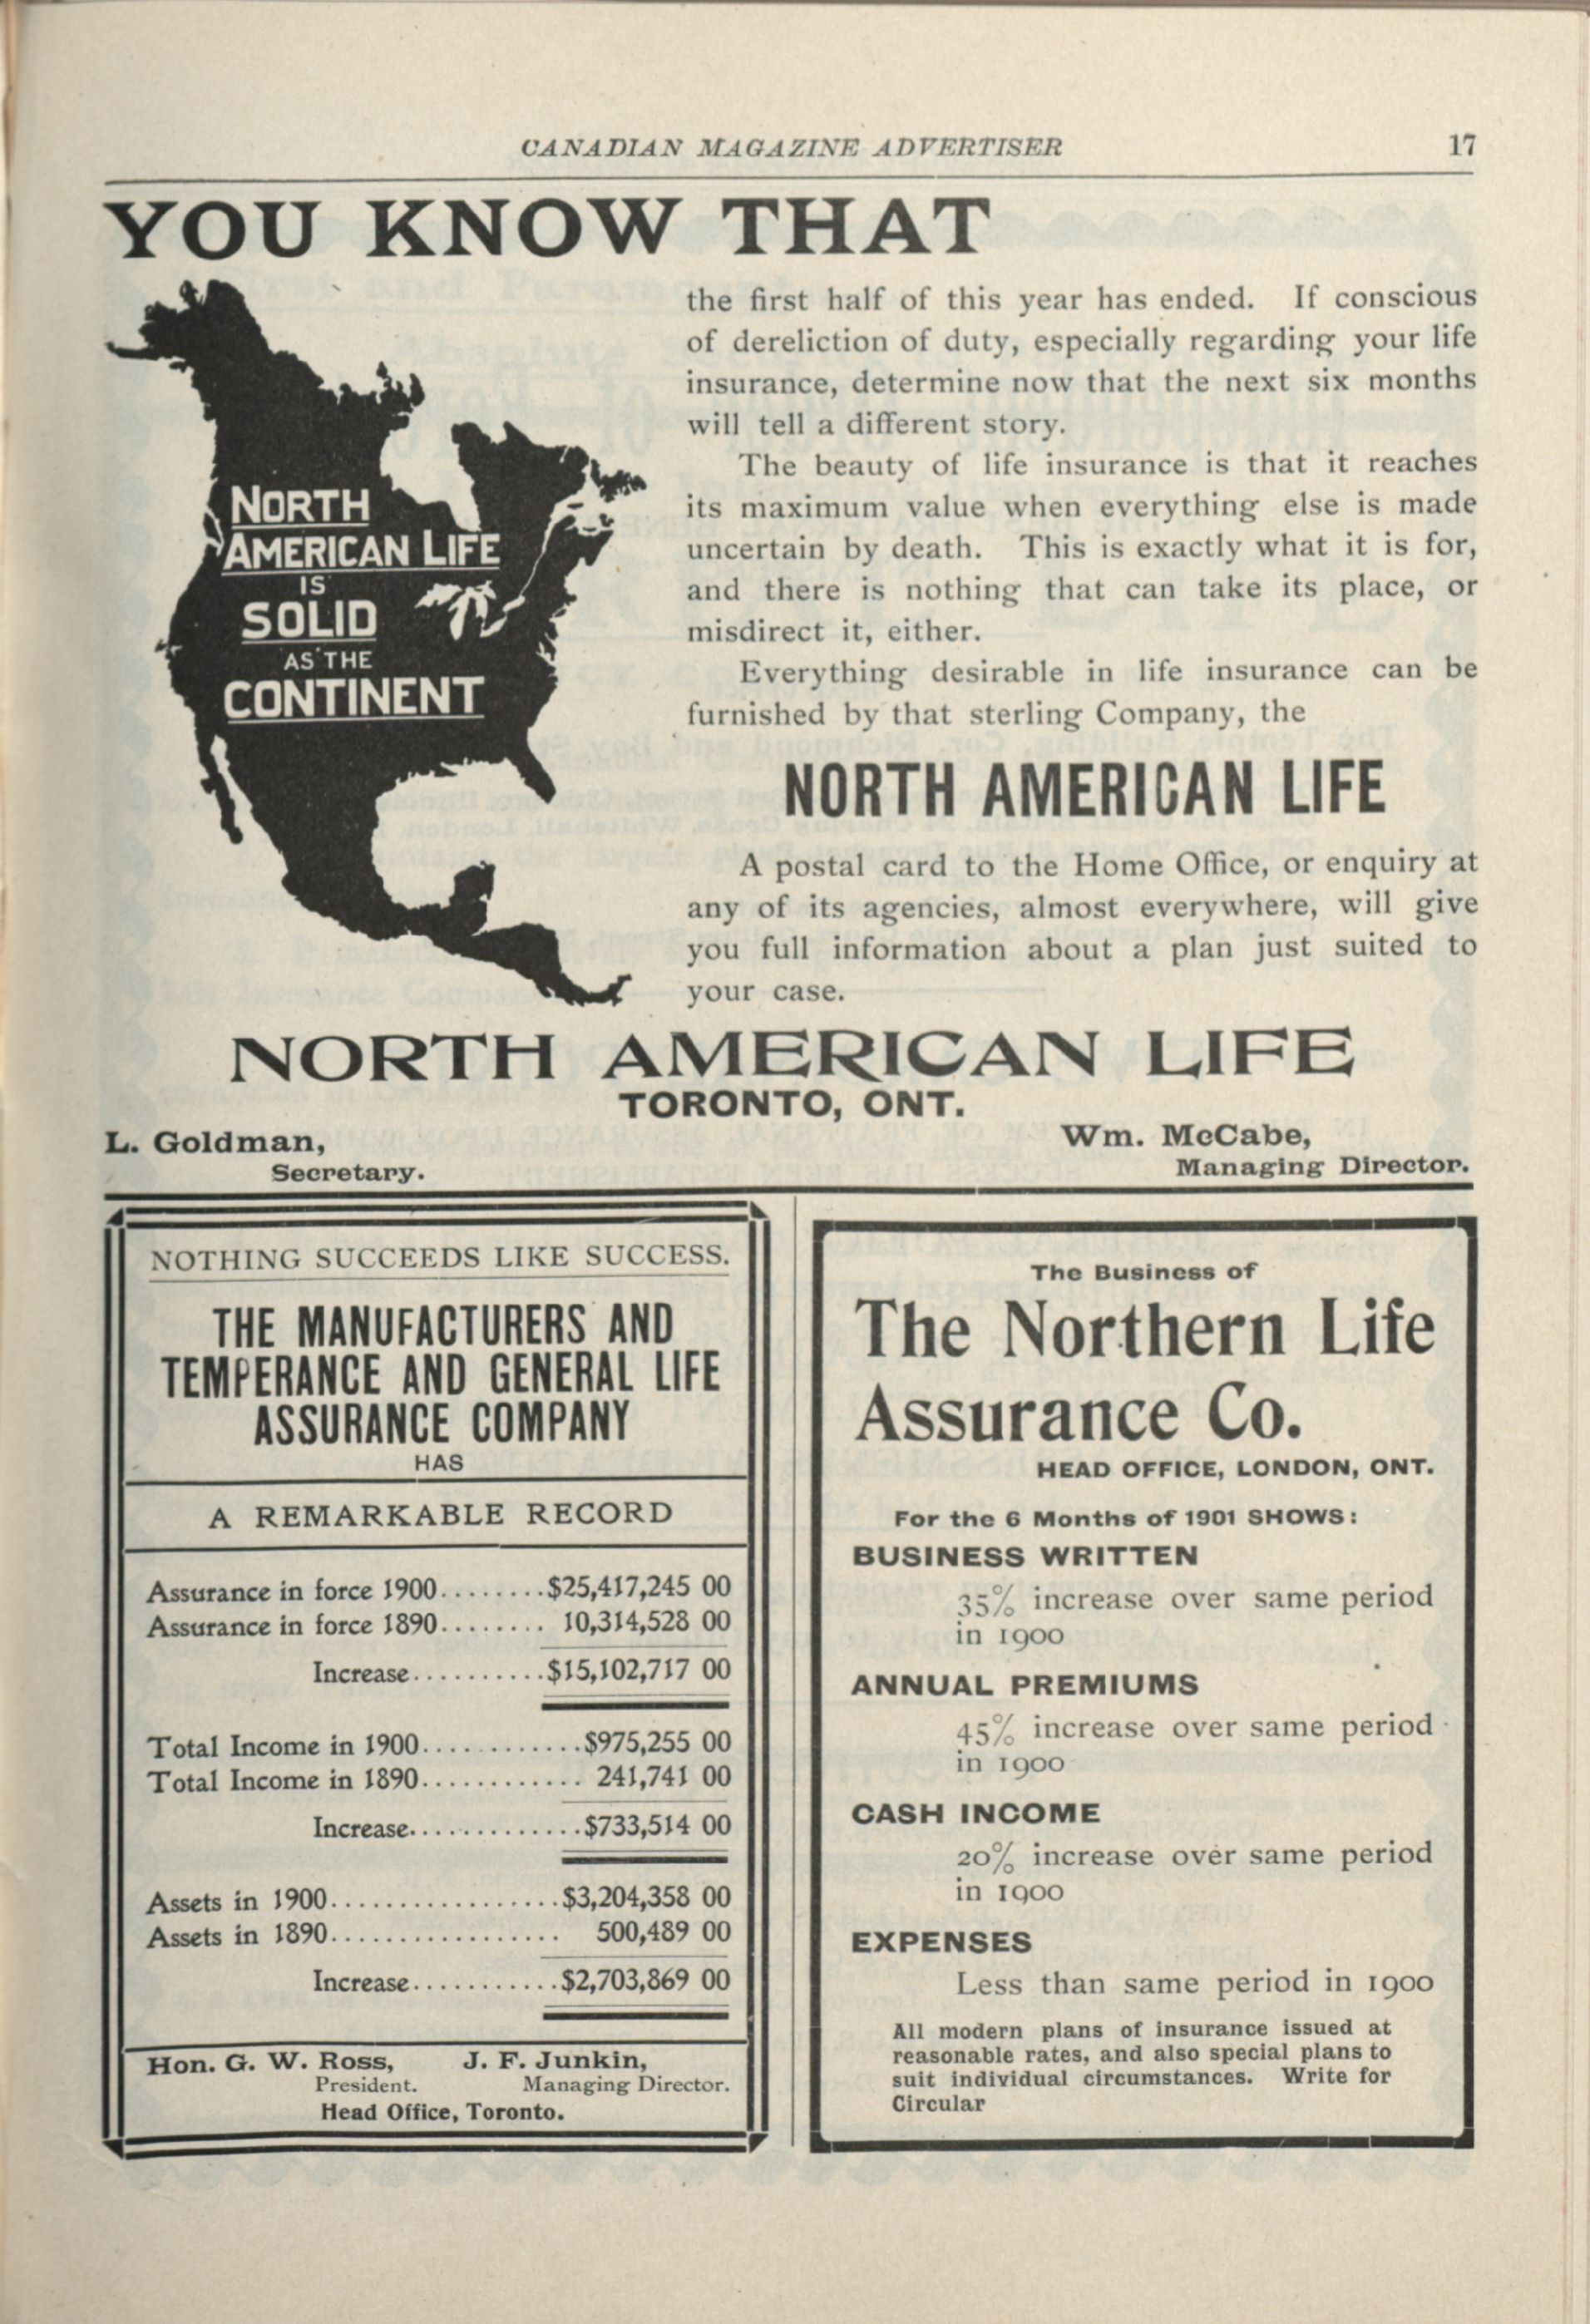 CANADIAN MAGAZINE ADVERTISER 17
YOU KNOW THAT
the first half of this year has ended. If conscious
of dereliction of duty, especially regarding your life
insurance, determine now that the next six months
will tell a different story.
The beauty of life insurance is that it reaches
its maximum value when everything else is made
uncertain by death. This is exactly what it is for,
and there is nothing that can take its place, or
misdirect it, either.
Everything desirable in life insurance can be
furnished by that sterling Company, the
NORTH AMERICAN LIFE
A postal card to the Home Office, or enquiry at
any of its agencies, almost everywhere, will give
you full information about a plan just suited to
your case.
NORTH
AMERICAN LIFE
IS
SOLID
AS THE
CONTINENT
NORTH AMERICAN LIFE
TORONTO, ONT.
L. Goldman,
Secretary.
Wm. McCabe,
Managing Director.
NOTHING SUCCEEDS LIKE SUCCESS.
THE MANUFACTURERS AND
TEMPERANCE AND GENERAL LIFE
ASSURANCE COMPANY
HAS
A REMARKABLE RECORD
Assurance in force 1900........$25,417,245 00
Assurance in force 1890........ 10,314,528 00
Increase..........$15,102,717 00
Total Income in 1900.............$975,255 00
Total Income in 1890............ 241,741 00
Increase.............$733,514 00
Assets in 1900.................$3,204,358 00
Assets in 1890................. 500,489 00
Increase...........$2,703,869 00
Hon. G. W. Ross, J. F. Junkin,
President. Managing Director.
Head Office, Toronto.
The Business of
The Northern Life
Assurance Co.
HEAD OFFICE, LONDON, ONT.
For the 6 Months of 1901 SHOWS:
BUSINESS WRITTEN
35% increase over same period
in 1900
ANNUAL PREMIUMS
45% increase over same period
in 1900
CASH INCOME
20% increase over same period
in 1900
EXPENSES
Less than same period in 1900
All modern plans of insurance issued at
reasonable rates, and also special plans to
suit individual circumstances. Write for
Circular